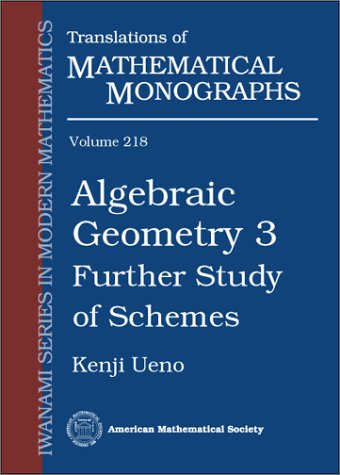 IWANAMI SERIES IN MODERN MATHEMATICS
Translations of
MATHEMATICAL
MONOGRAPHS
Volume 218
Algebraic
Geometry 3
Further Study
of Schemes
Kenji Ueno
American Mathematical Society